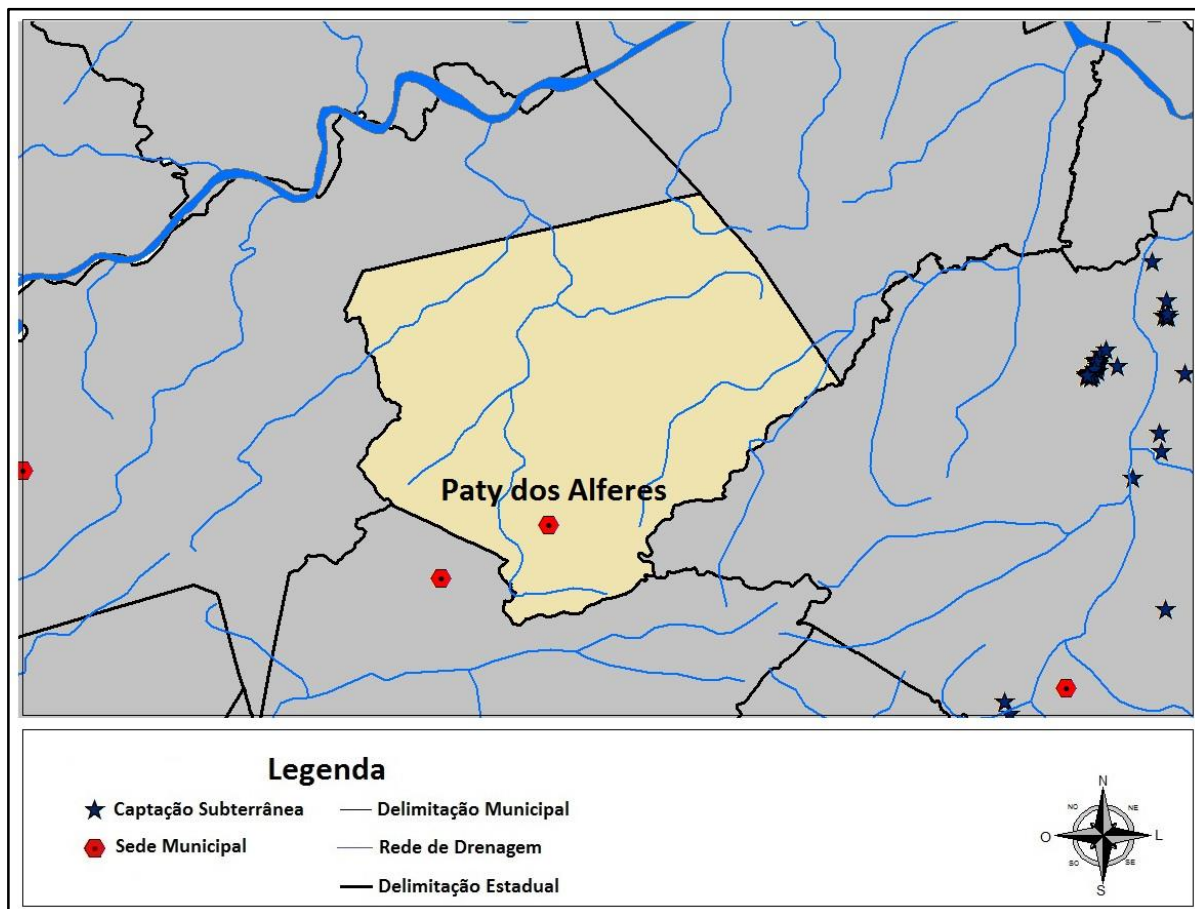 Paty dos Alferes
Legenda
Captação Subterrânea
Delimitação Municipal
Sede Municipal
Rede de Drenagem
Delimitação Estadual
N
NO
NE
O
L
SO
SE
S